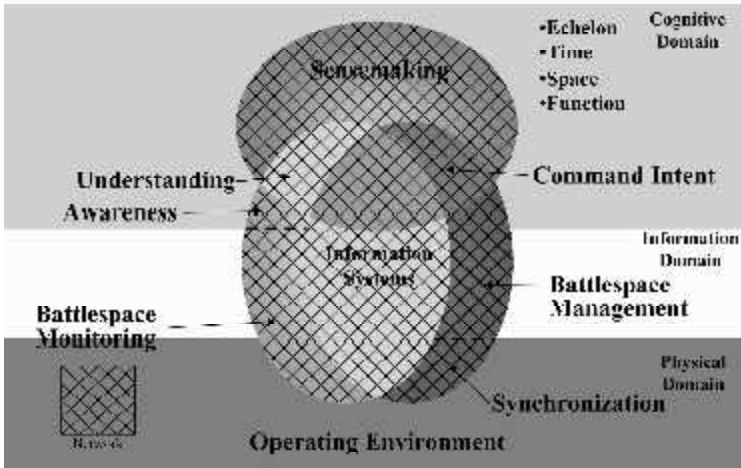 •Echelon
•Time
•Space
•Function
Cognitive
Domain
Sensemaking
Understanding
Command Intent
Awareness
Information
Domain
Information
Systems
Battlespace
Management
Battlespace
Monitoring
Physical
Domain
Synchronization
Network
Operating Environment